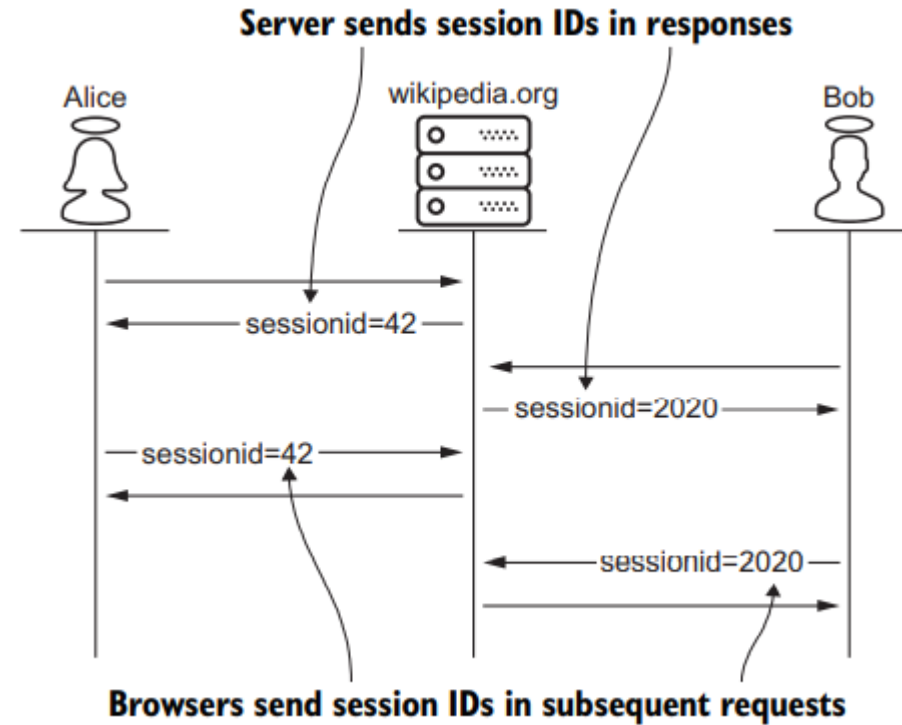 Server sends session IDs in responses
Alice
wikipedia.org
Bob
sessionid=42
sessionid=2020
sessionid=42
sessionid=2020
Browsers send session IDs in subsequent requests